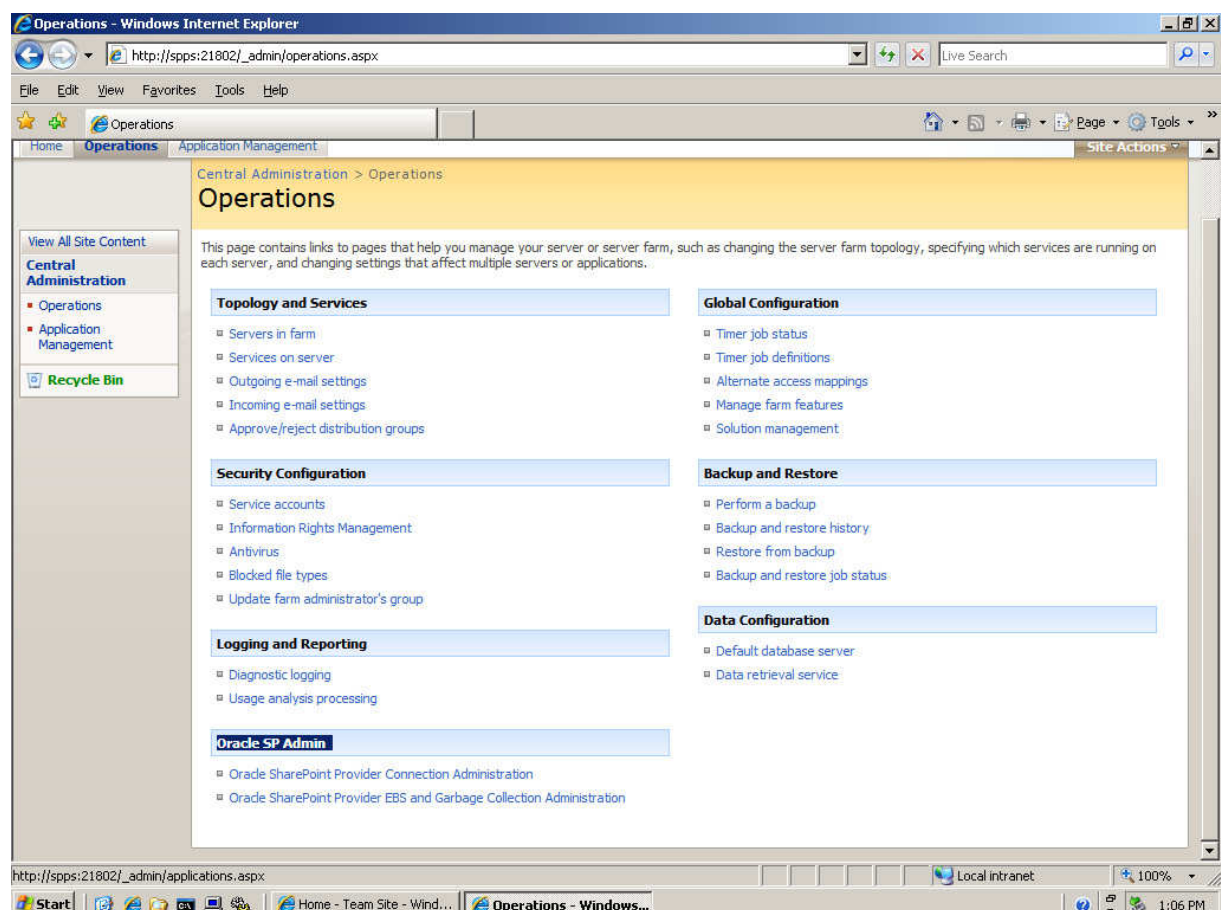 Operations - Windows Internet Explorer
http://spps:21802/_admin/operations.aspx
Live Search
File Edit View Favorites Tools Help
Operations
Page Tools »
Home Operations Application Management
Site Actions
Central Administration > Operations
Operations
View All Site Content
Central
Administration
Operations
Application
Management
Recycle Bin
This page contains links to pages that help you manage your server or server farm, such as changing the server farm topology, specifying which services are running on
each server, and changing settings that affect multiple servers or applications.
Topology and Services
Servers in farm
Services on server
Outgoing e-mail settings
Incoming e-mail settings
Approve/reject distribution groups
Security Configuration
Service accounts
Information Rights Management
Antivirus
Blocked file types
Update farm administrator's group
Logging and Reporting
Diagnostic logging
Usage analysis processing
Oracle SP Admin
Oracle SharePoint Provider Connection Administration
Oracle SharePoint Provider EBS and Garbage Collection Administration
Global Configuration
Timer job status
Timer job definitions
Alternate access mappings
Manage farm features
Solution management
Backup and Restore
Perform a backup
Backup and restore history
Restore from backup
Backup and restore job status
Data Configuration
Default database server
Data retrieval service
http://spps:21802/_admin/applications.aspx
Local intranet
100%
Start
Home - Team Site - Wind...
Operations - Windows...
1:06 PM